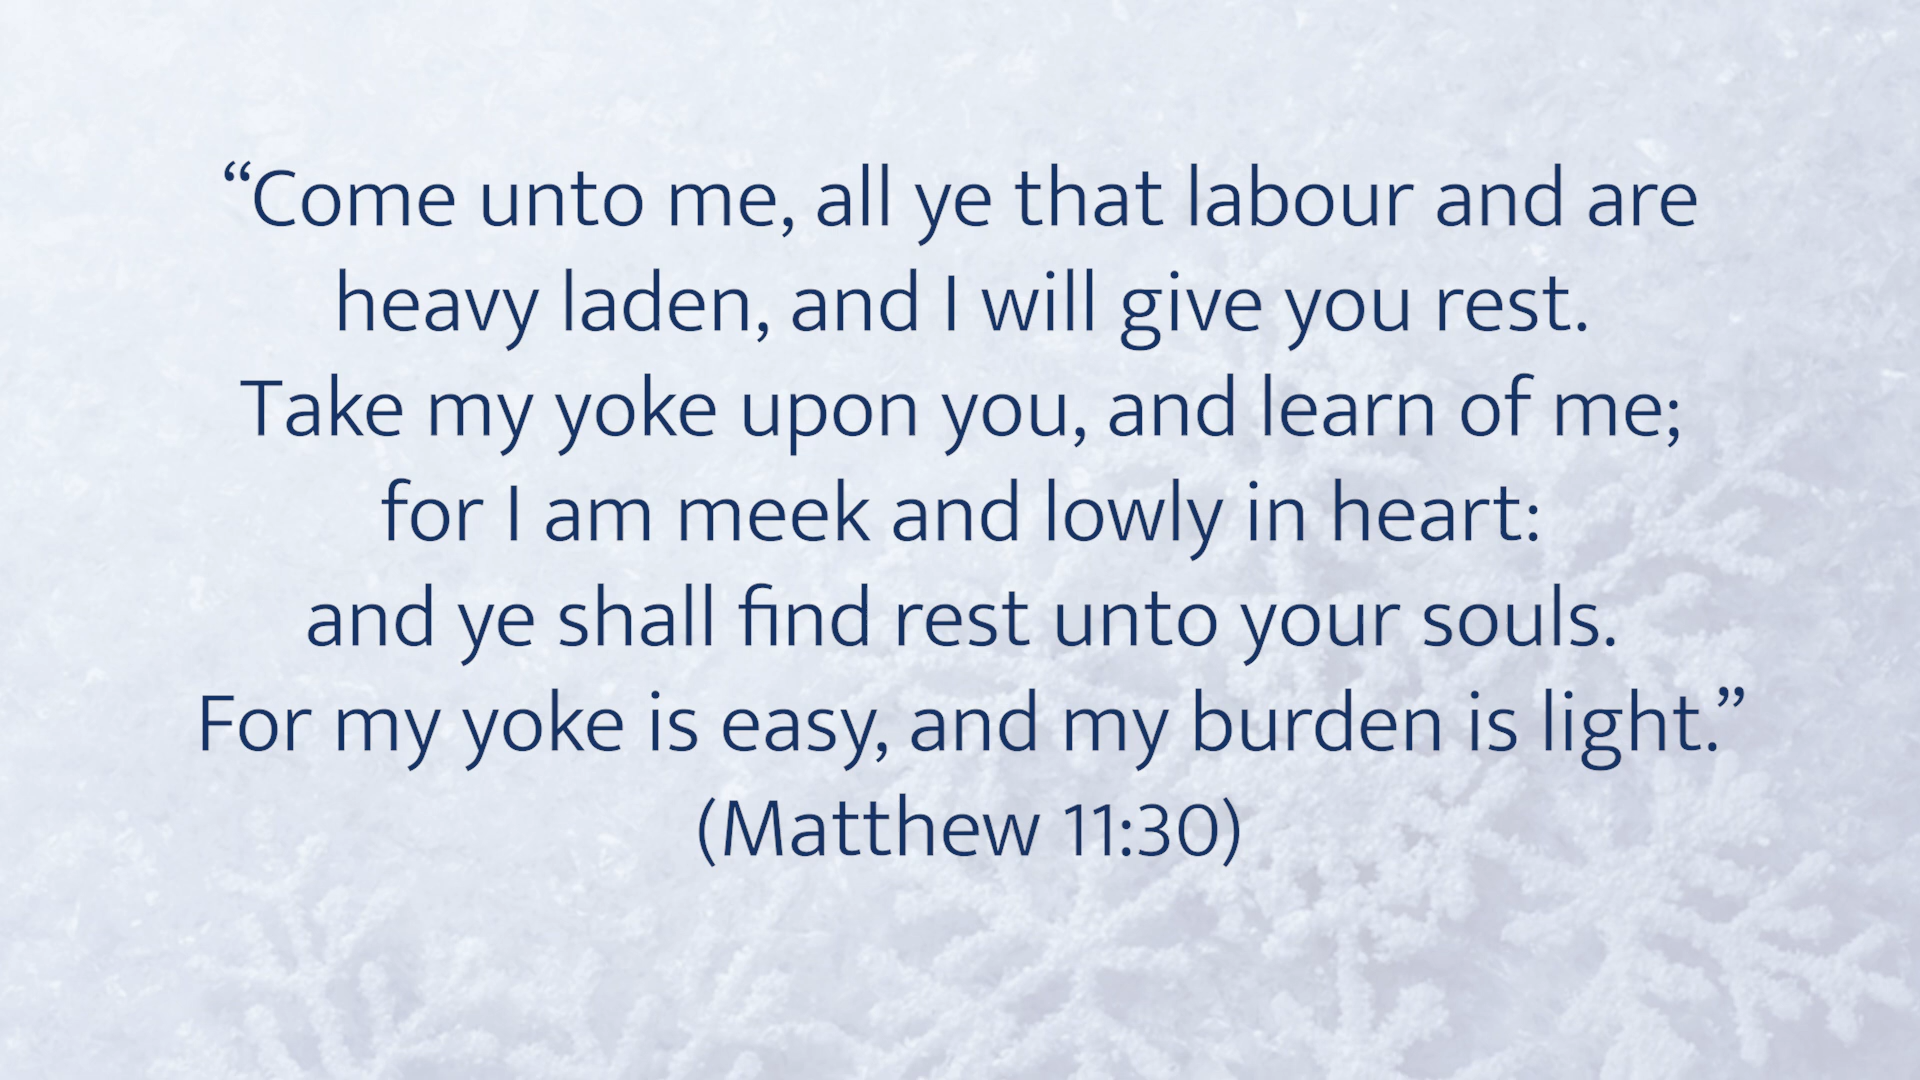 “Come unto me, all ye that labour and are
heavy laden, and I will give you rest.
Take my yoke upon you, and learn of me;
for I am meek and lowly in heart:
and ye shall find rest unto your souls.
For my yoke is easy, and my burden is light.”
(Matthew 11:30)